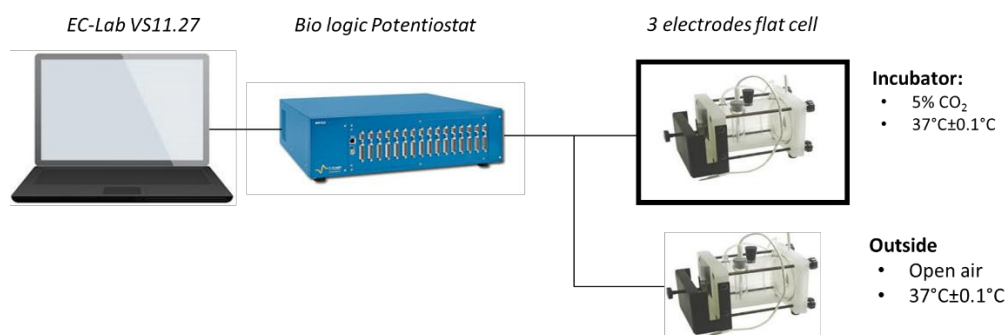 EC-Lab VS11.27
Bio logic Potentiostat
3 electrodes flat cell
Incubator:
• 5% CO₂
• 37°C±0.1°C
Outside
• Open air
• 37°C±0.1°C